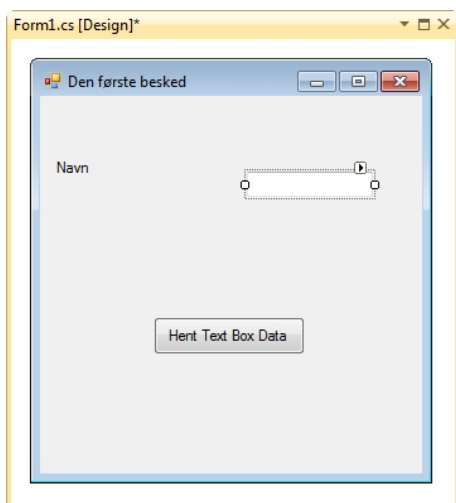 Form1.cs [Design]*
Den første besked
Navn
Hent Text Box Data